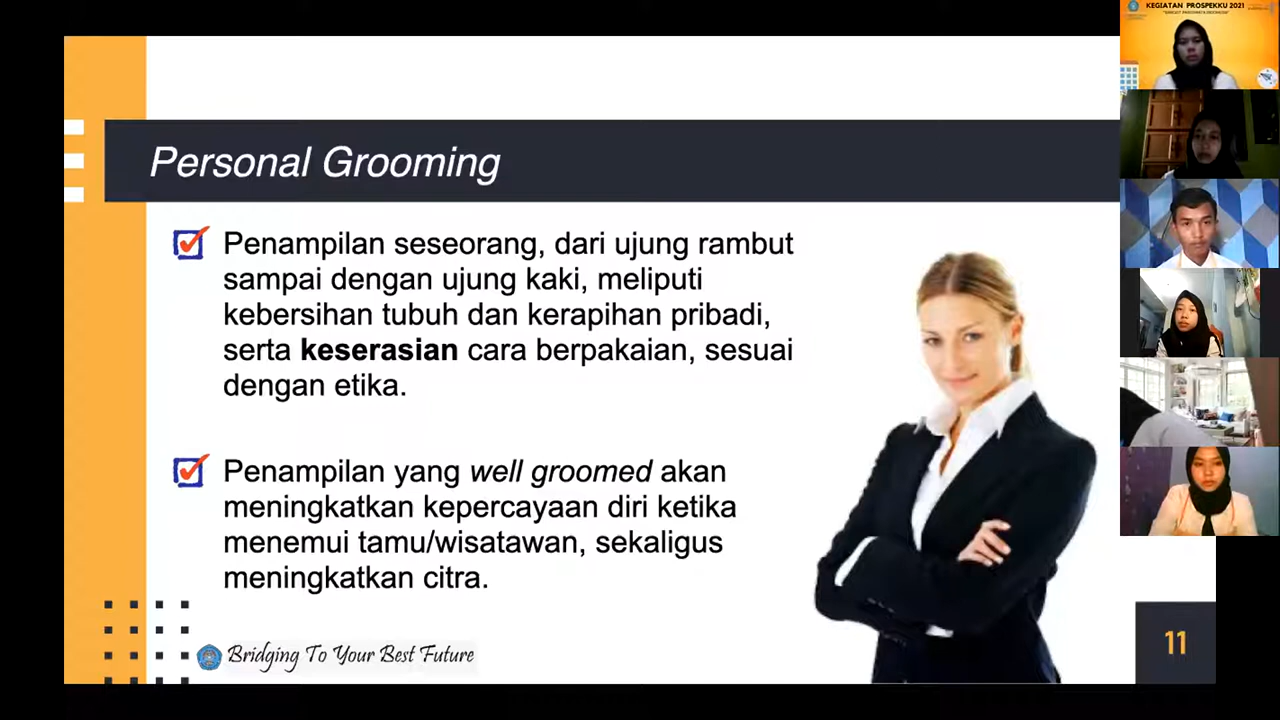 Personal Grooming
Penampilan seseorang, dari ujung rambut
sampai dengan ujung kaki, meliputi
kebersihan tubuh dan kerapihan pribadi,
serta keserasian cara berpakaian, sesuai
dengan etika.
Penampilan yang well groomed akan
meningkatkan kepercayaan diri ketika
menemui tamu/wisatawan, sekaligus
meningkatkan citra.
Bridging To Your Best Future
11
KEGIATAN PROSPEKKU 2021